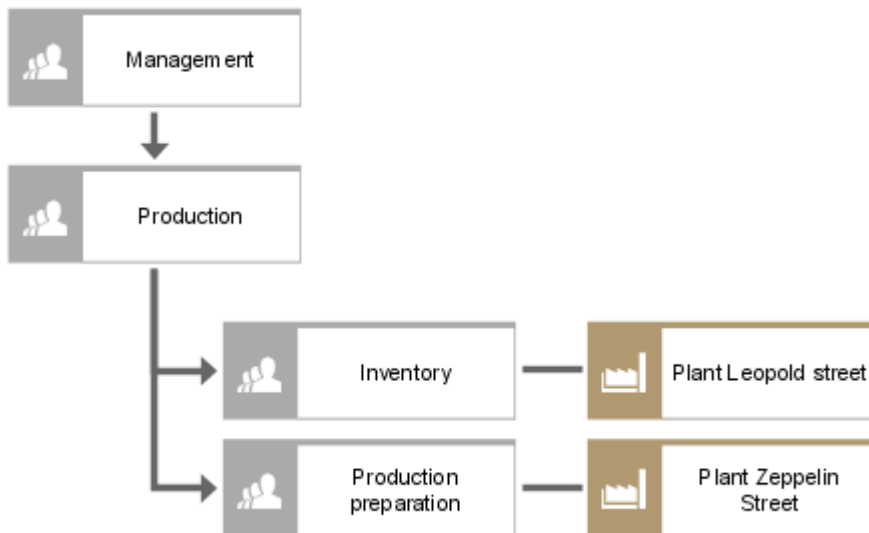 Management
Production
Inventory
Plant Leopold street
Production
preparation
Plant Zeppelin
Street